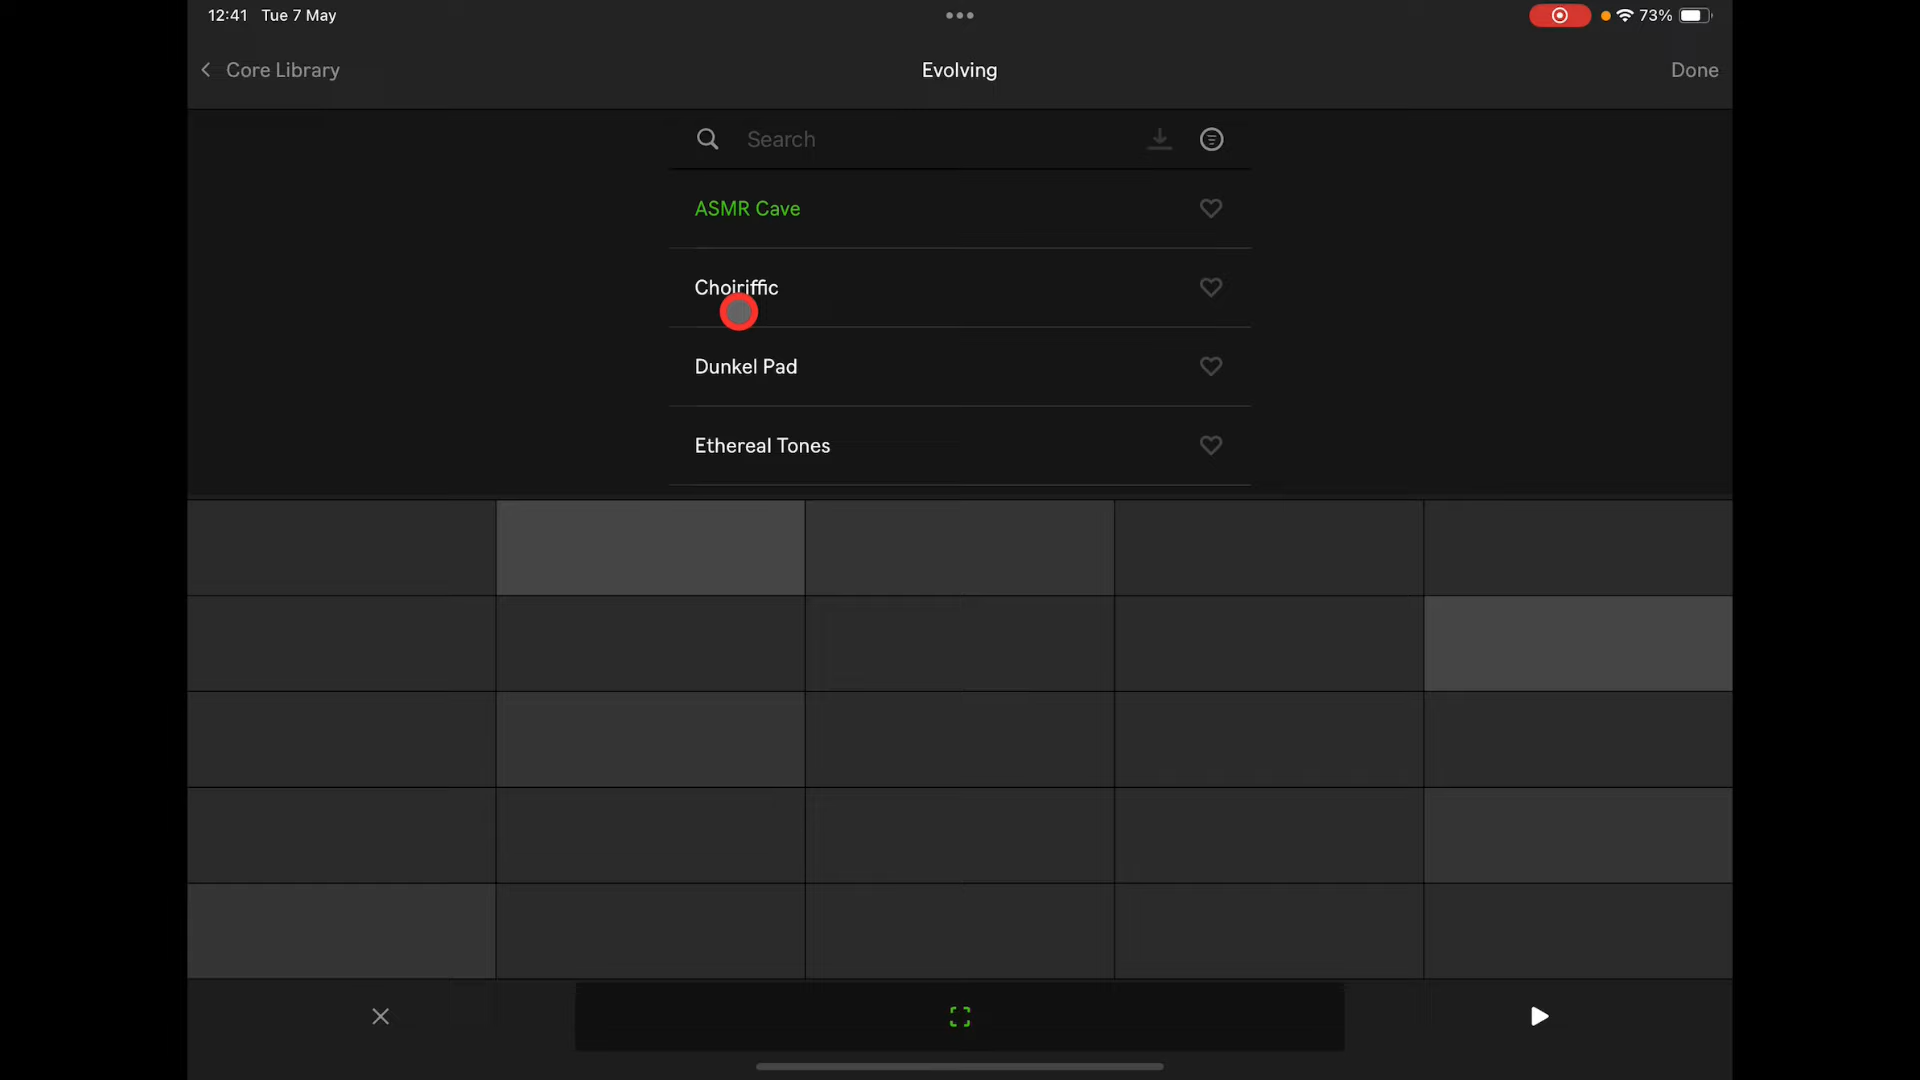 12:41 Tue 7 May
73%
Core Library
Evolving
Done
Search
ASMR Cave
Choiriffic
Dunkel Pad
Ethereal Tones